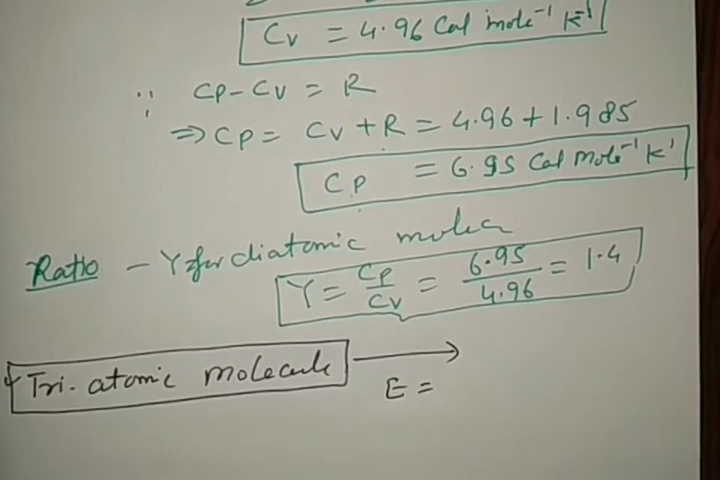 Cv = 4.96 Cal mole⁻¹ K⁻¹
∵ Cp - Cv = R
⇒ Cp = Cv + R = 4.96 + 1.985
Cp = 6.95 Cal mole⁻¹ K⁻¹
Ratio - γ for diatomic molecu
γ = Cp/Cv = 6.95/4.96 = 1.4
Tri-atomic molecule →
E =